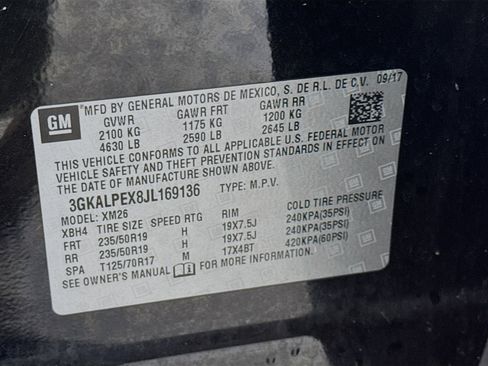 GM
MFD BY GENERAL MOTORS DE MEXICO, S. DE R.L. DE C.V. 09/17
GVWR GAWR FRT GAWR RR
2100 KG 1175 KG 1200 KG
4630 LB 2590 LB 2645 LB
THIS VEHICLE CONFORMS TO ALL APPLICABLE U.S. FEDERAL MOTOR
VEHICLE SAFETY AND THEFT PREVENTION STANDARDS IN EFFECT ON
THE DATE OF MANUFACTURE SHOWN ABOVE.
3GKALPEX8JL169136 TYPE: M.P.V.
MODEL: XM26
XBH4 TIRE SIZE SPEED RTG RIM COLD TIRE PRESSURE
FRT 235/50R19 H 19X7.5J 240KPA(35PSI)
RR 235/50R19 H 19X7.5J 240KPA(35PSI)
SPA T125/70R17 M 17X4BT 420KPA(60PSI)
SEE OWNER'S MANUAL FOR MORE INFORMATION